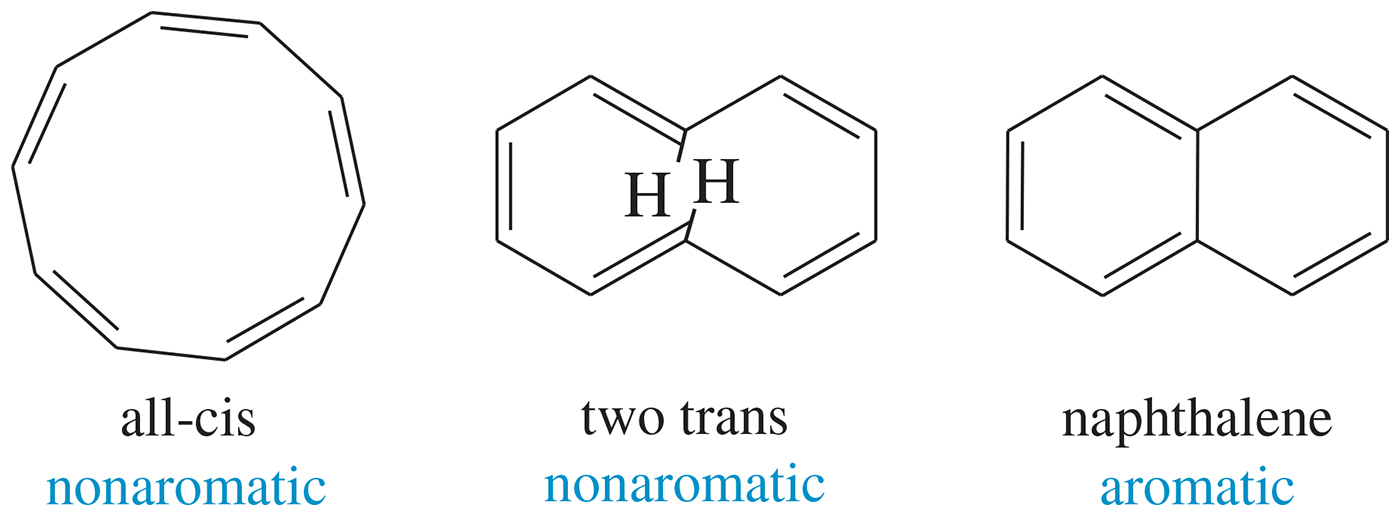 H H
all-cis
nonaromatic
two trans
nonaromatic
naphthalene
aromatic